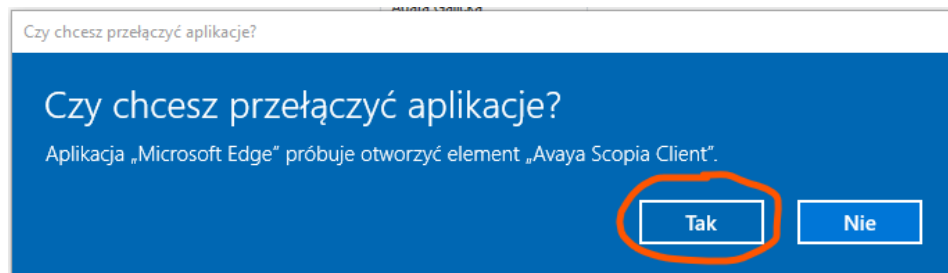 Czy chcesz przełączyć aplikacje?
Czy chcesz przełączyć aplikacje?
Aplikacja „Microsoft Edge” próbuje otworzyć element „Avaya Scopia Client”.
Tak
Nie